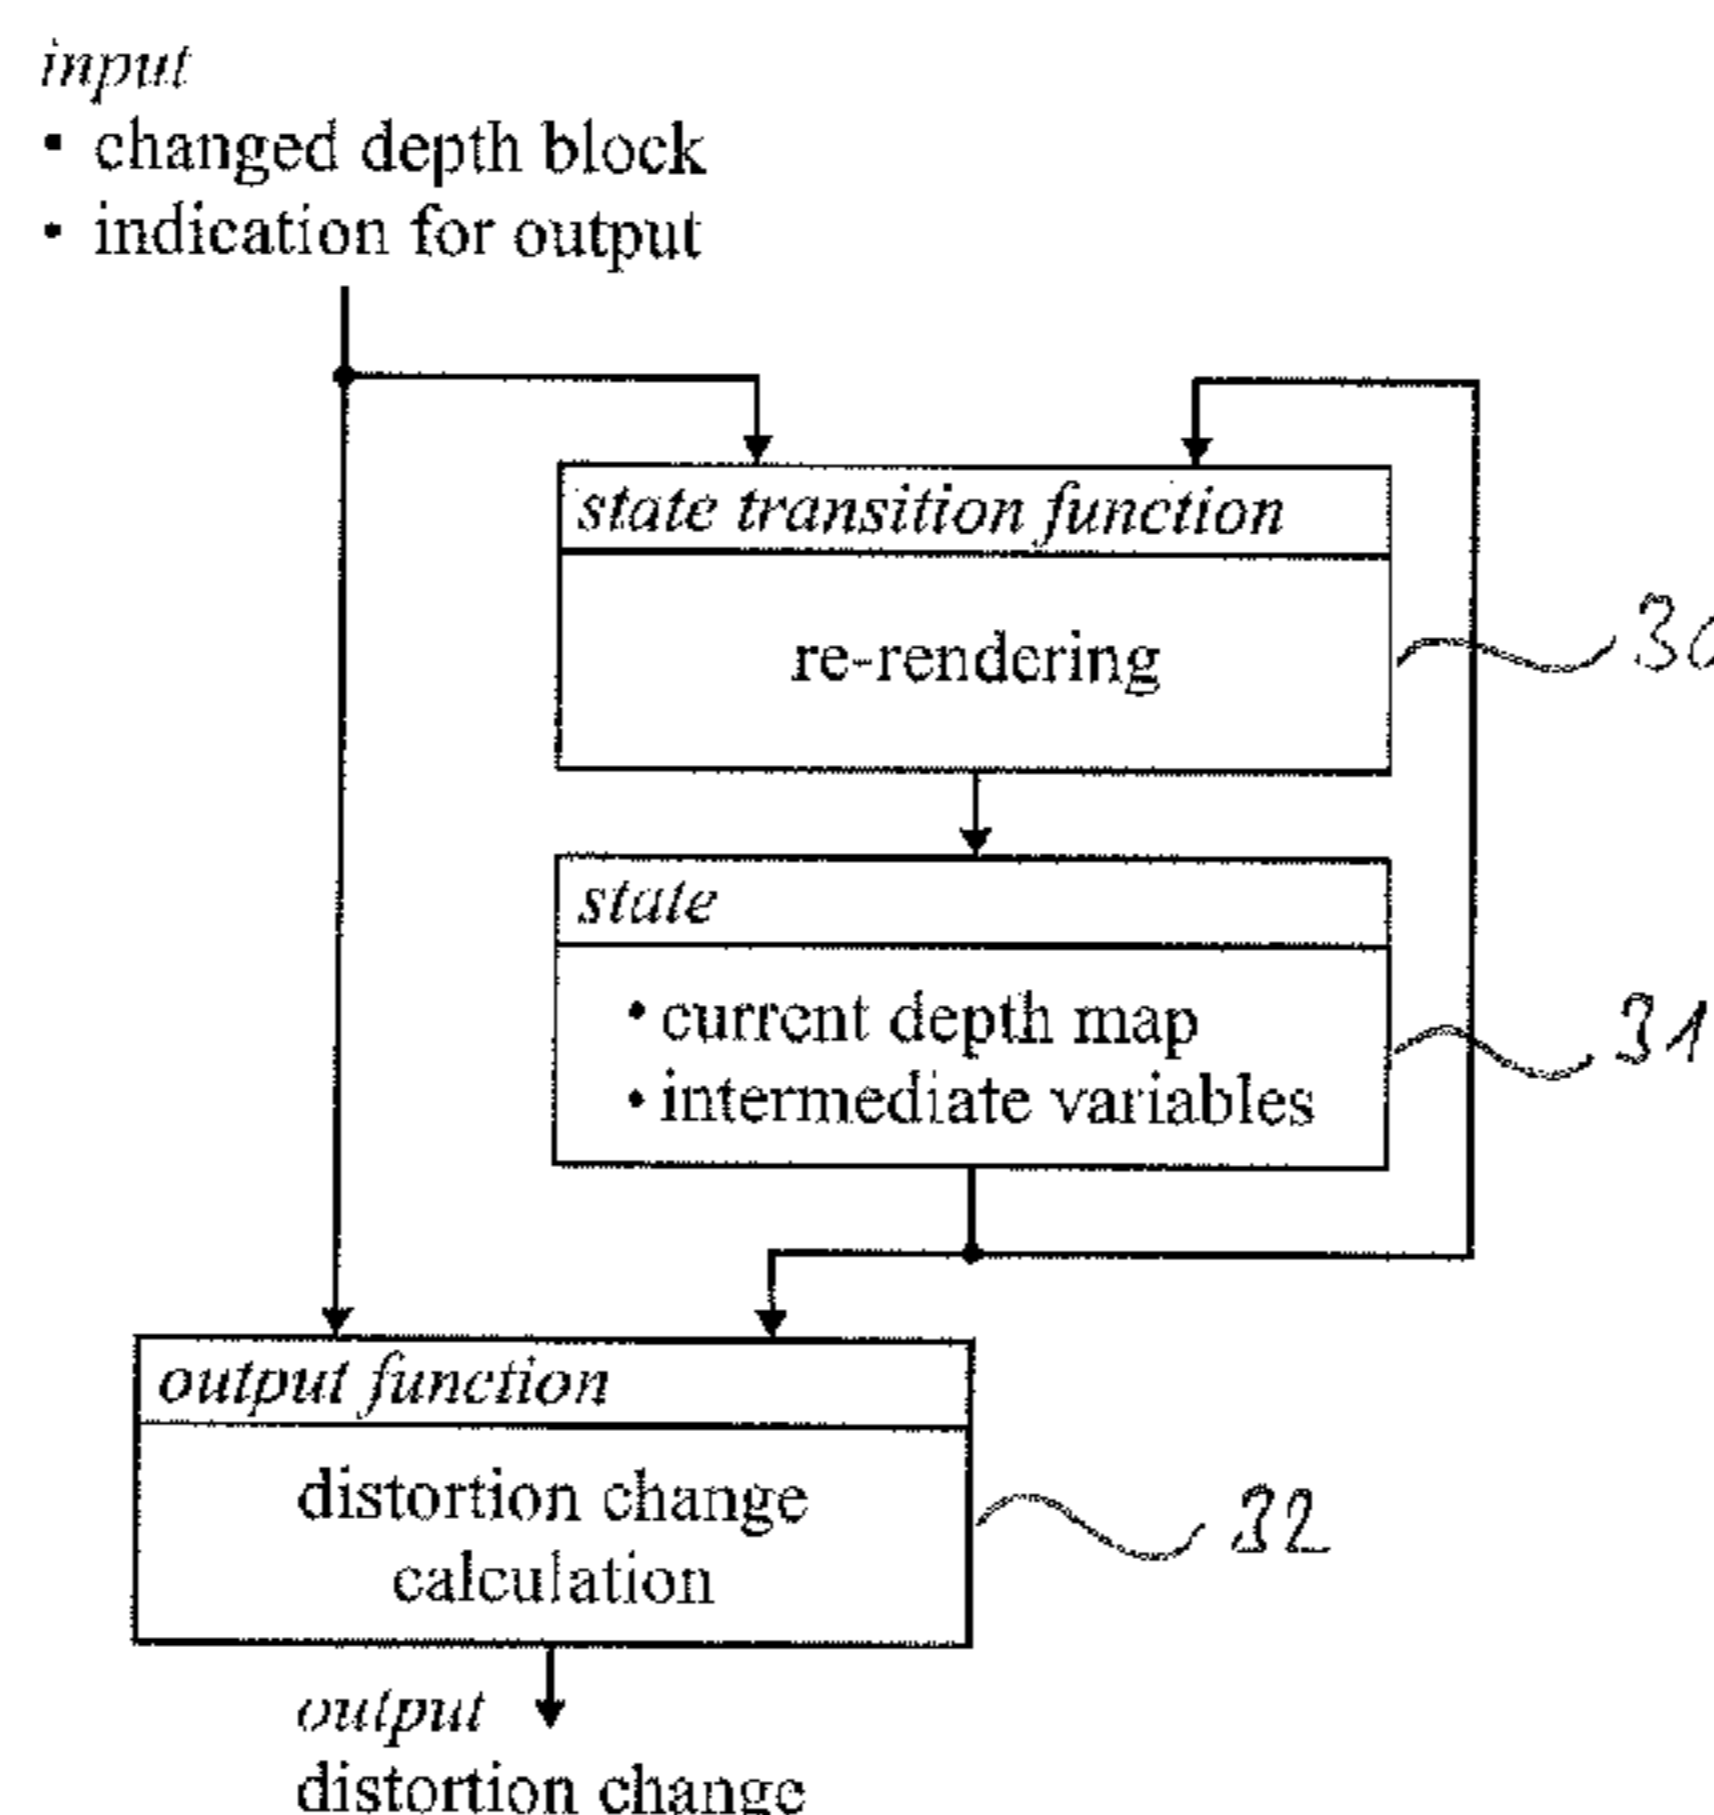 input
• changed depth block
• indication for output
state transition function
re-rendering
30
state
• current depth map
• intermediate variables
31
output function
distortion change
calculation
32
output
distortion change